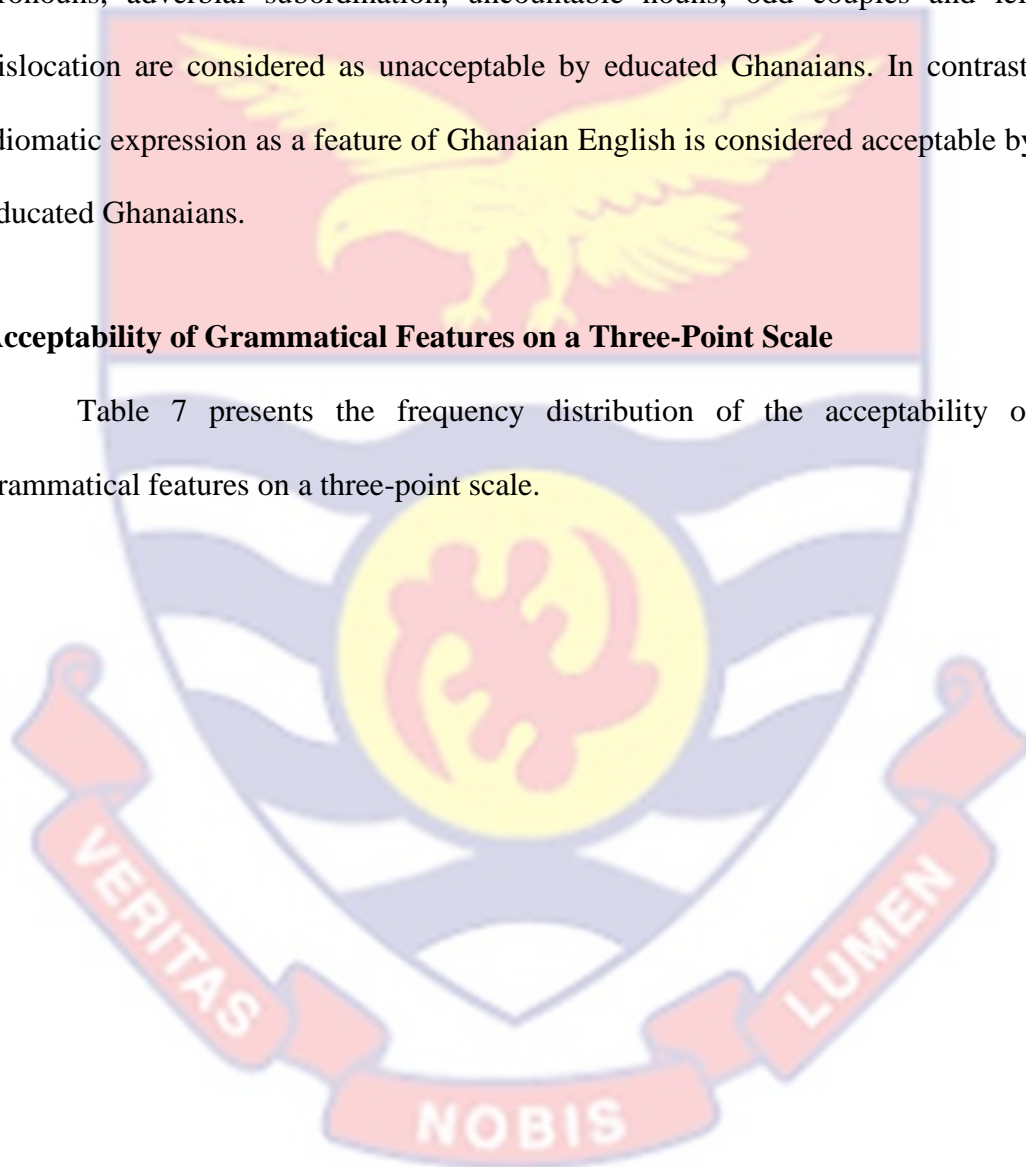 ronouns, adverbial subordination, uncountable nouns, odd couples and lef
islocation are considered as unacceptable by educated Ghanaians. In contrast
diomatic expression as a feature of Ghanaian English is considered acceptable by
ducated Ghanaians.
Acceptability of Grammatical Features on a Three-Point Scale
Table 7 presents the frequency distribution of the acceptability o
rammatical features on a three-point scale.
VERITAS
NOBIS
LUMEN